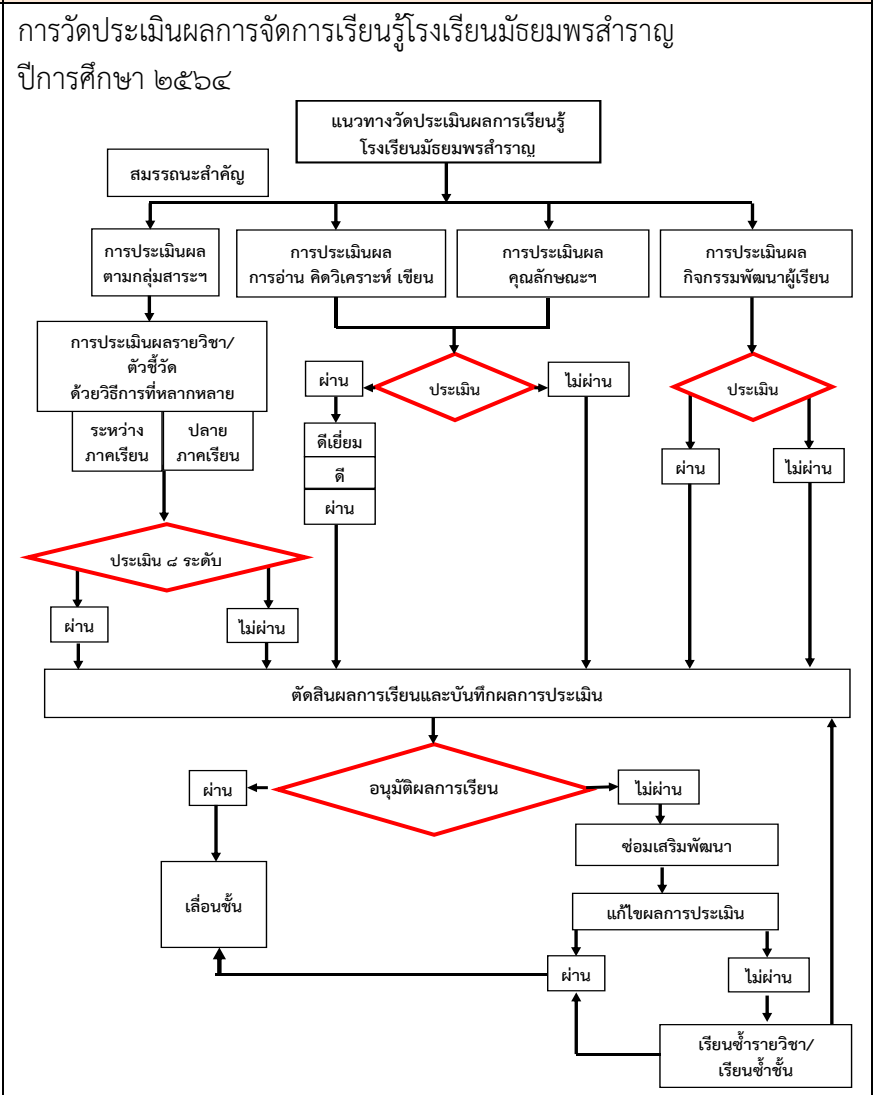 การวัดประเมินผลการจัดการเรียนรู้โรงเรียนมัธยมพรสำราญ
ปีการศึกษา ๒๕๖๔
แนวทางวัดประเมินผลการเรียนรู้
โรงเรียนมัธยมพรสำราญ
สมรรถนะสำคัญ
การประเมินผล
ตามกลุ่มสาระฯ
การประเมินผล
การอ่าน คิดวิเคราะห์ เขียน
การประเมินผล
คุณลักษณะฯ
การประเมินผล
กิจกรรมพัฒนาผู้เรียน
การประเมินผลรายวิชา/
ตัวชี้วัด
ด้วยวิธีการที่หลากหลาย
ระหว่าง
ภาคเรียน
ปลาย
ภาคเรียน
ผ่าน
ประเมิน
ไม่ผ่าน
ประเมิน
ดีเยี่ยม
ดี
ผ่าน
ผ่าน
ไม่ผ่าน
ประเมิน ๘ ระดับ
ผ่าน
ไม่ผ่าน
ตัดสินผลการเรียนและบันทึกผลการประเมิน
ผ่าน
อนุมัติผลการเรียน
ไม่ผ่าน
ซ่อมเสริมพัฒนา
เลื่อนชั้น
แก้ไขผลการประเมิน
ผ่าน
ไม่ผ่าน
เรียนซ้ำรายวิชา/
เรียนซ้ำชั้น